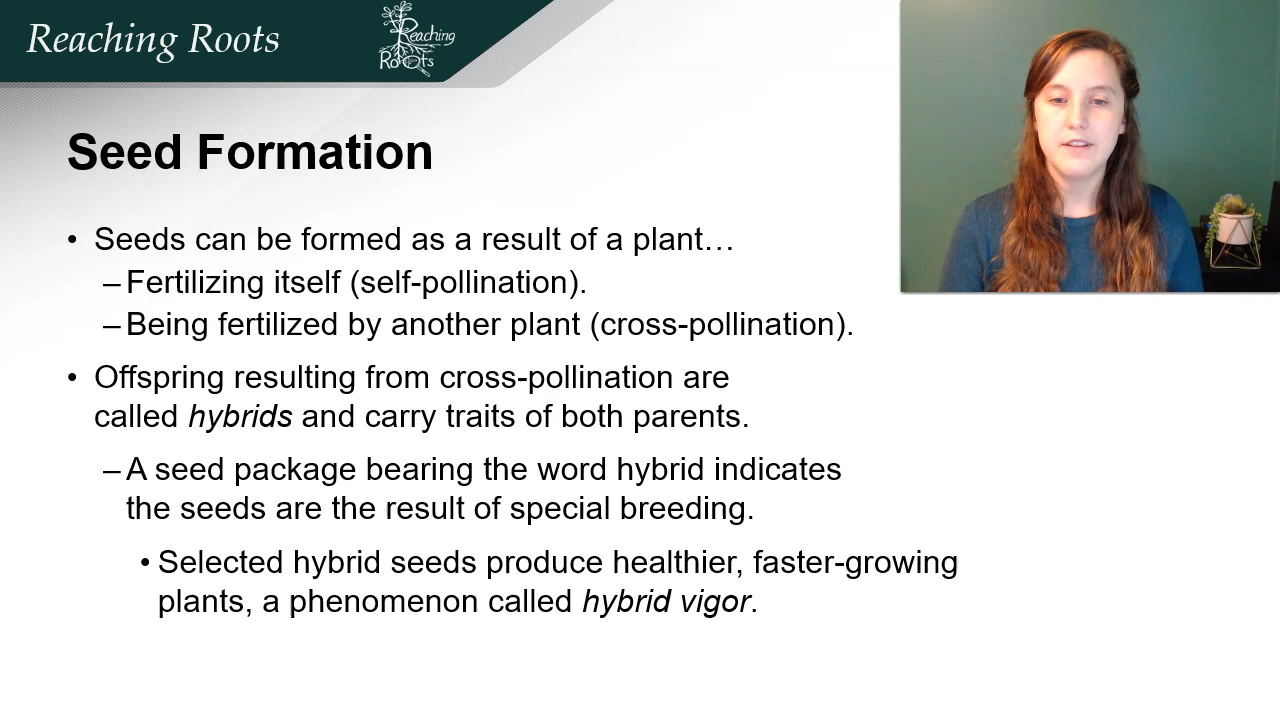 Reaching Roots
Reaching
Roots
Seed Formation
• Seeds can be formed as a result of a plant…
– Fertilizing itself (self-pollination).
– Being fertilized by another plant (cross-pollination).
• Offspring resulting from cross-pollination are
called hybrids and carry traits of both parents.
– A seed package bearing the word hybrid indicates
the seeds are the result of special breeding.
• Selected hybrid seeds produce healthier, faster-growing
plants, a phenomenon called hybrid vigor.